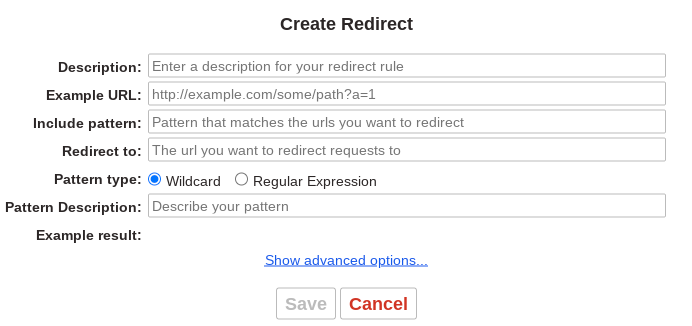 Create Redirect
Description: Enter a description for your redirect rule
Example URL: http://example.com/some/path?a=1
Include pattern: Pattern that matches the urls you want to redirect
Redirect to: The url you want to redirect requests to
Pattern type: Wildcard Regular Expression
Pattern Description: Describe your pattern
Example result:
Show advanced options...
Save Cancel